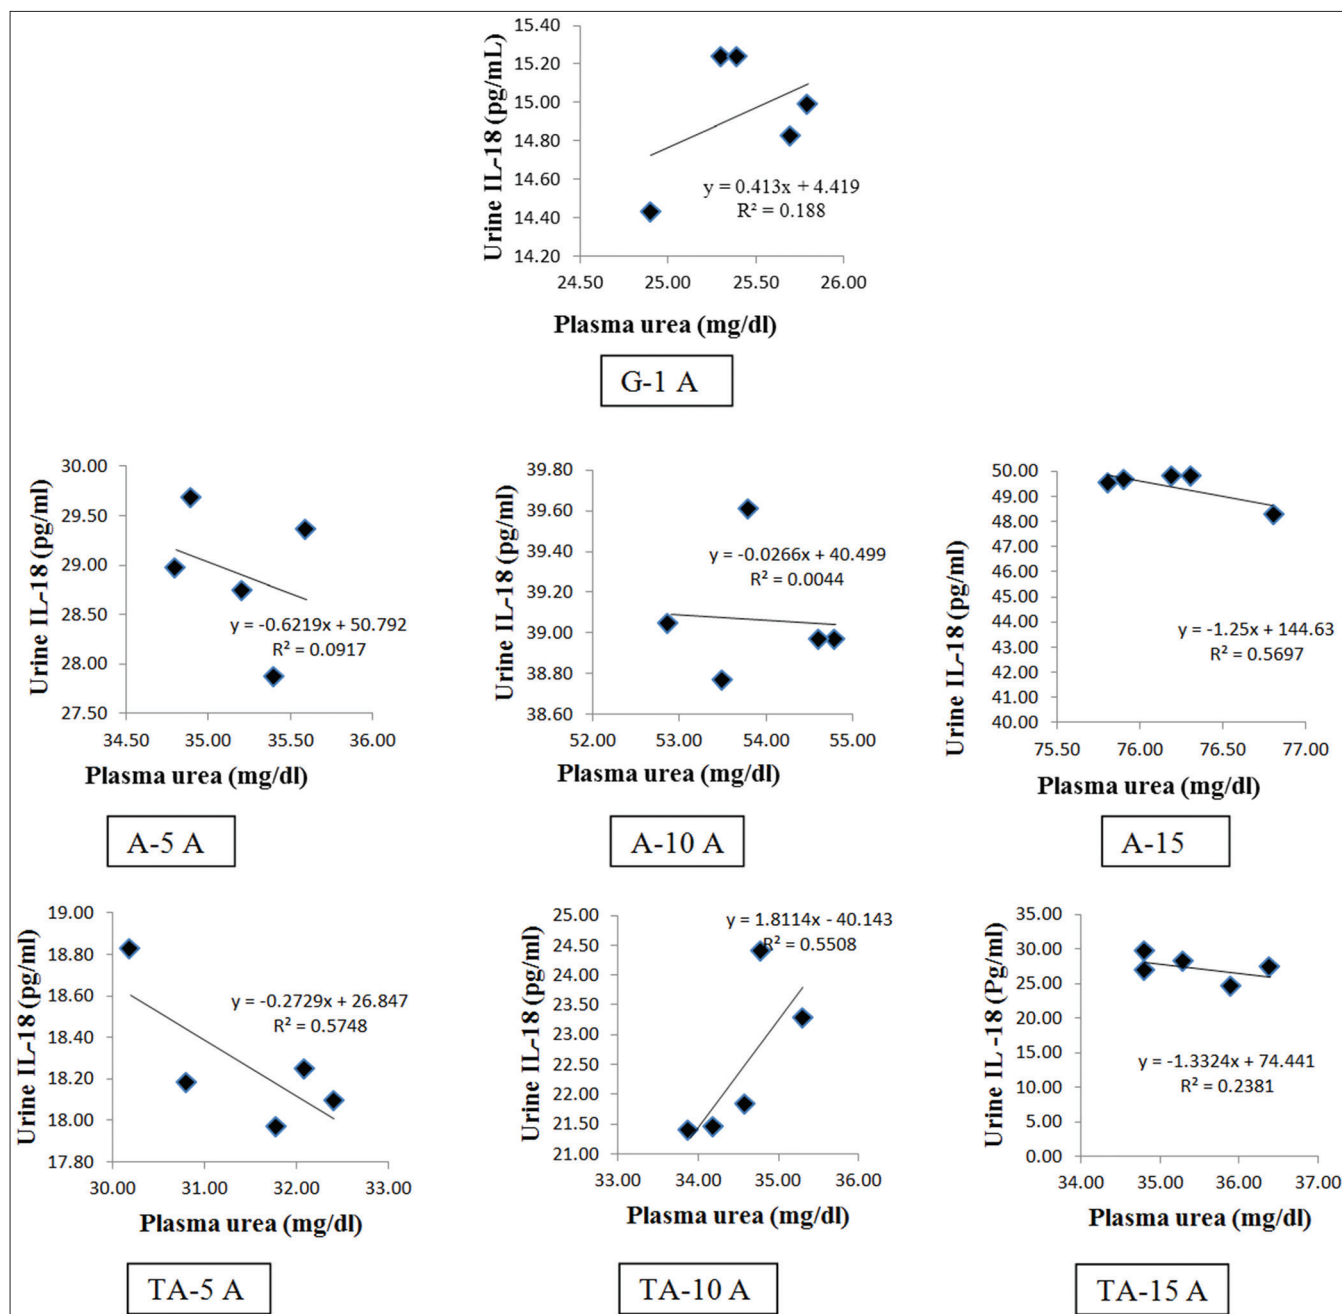 15.40
15.20
15.00
14.80
14.60
14.40
14.20
Urine IL-18 (pg/mL)
y = 0.413x + 4.419
R² = 0.188
24.50 25.00 25.50 26.00
Plasma urea (mg/dl)
G-1 A
30.00
29.50
29.00
28.50
28.00
27.50
Urine IL-18 (pg/ml)
y = -0.6219x + 50.792
R² = 0.0917
34.50 35.00 35.50 36.00
Plasma urea (mg/dl)
A-5 A
39.80
39.60
39.40
39.20
39.00
38.80
38.60
Urine IL-18 (pg/ml)
y = -0.0266x + 40.499
R² = 0.0044
52.00 53.00 54.00 55.00
Plasma urea (mg/dl)
A-10 A
50.00
49.00
48.00
47.00
46.00
45.00
44.00
43.00
42.00
41.00
40.00
Urine IL-18 (pg/ml)
y = -1.25x + 144.63
R² = 0.5697
75.50 76.00 76.50 77.00
Plasma urea (mg/dl)
A-15
19.00
18.80
18.60
18.40
18.20
18.00
17.80
Urine IL-18 (pg/ml)
y = -0.2729x + 26.847
R² = 0.5748
30.00 31.00 32.00 33.00
Plasma urea (mg/dl)
TA-5 A
25.00
24.50
24.00
23.50
23.00
22.50
22.00
21.50
21.00
Urine IL-18 (pg/ml)
y = 1.8114x - 40.143
R² = 0.5508
33.00 34.00 35.00 36.00
Plasma urea (mg/dl)
TA-10 A
35.00
30.00
25.00
20.00
15.00
10.00
5.00
0.00
Urine IL -18 (Pg/ml)
y = -1.3324x + 74.441
R² = 0.2381
34.00 35.00 36.00 37.00
Plasma urea (mg/dl)
TA-15 A